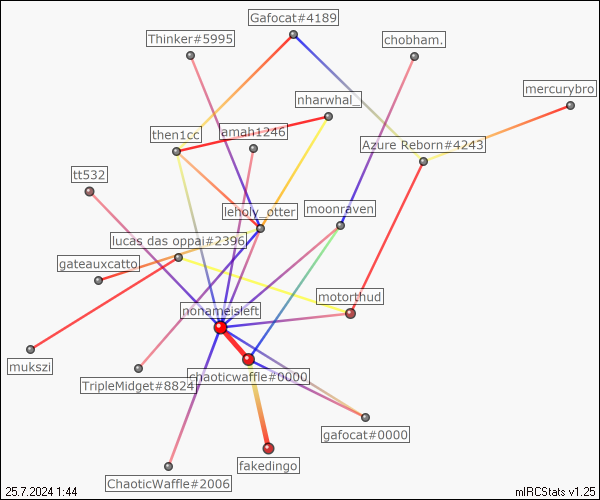 Gafocat#4189
Thinker#5995
chobham.
mercurybro
nharwhal_
then1cc
amah1246
Azure Reborn#4243
tt532
leholy_otter
moonraven
lucas das oppai#2396
gateauxcatto
nonameisleft
motorthud
mukszi
chaoticwaffle#0000
TripleMidget#8824
gafocat#0000
fakedingo
ChaoticWaffle#2006
25.7.2024 1:44
mIRCStats v1.25